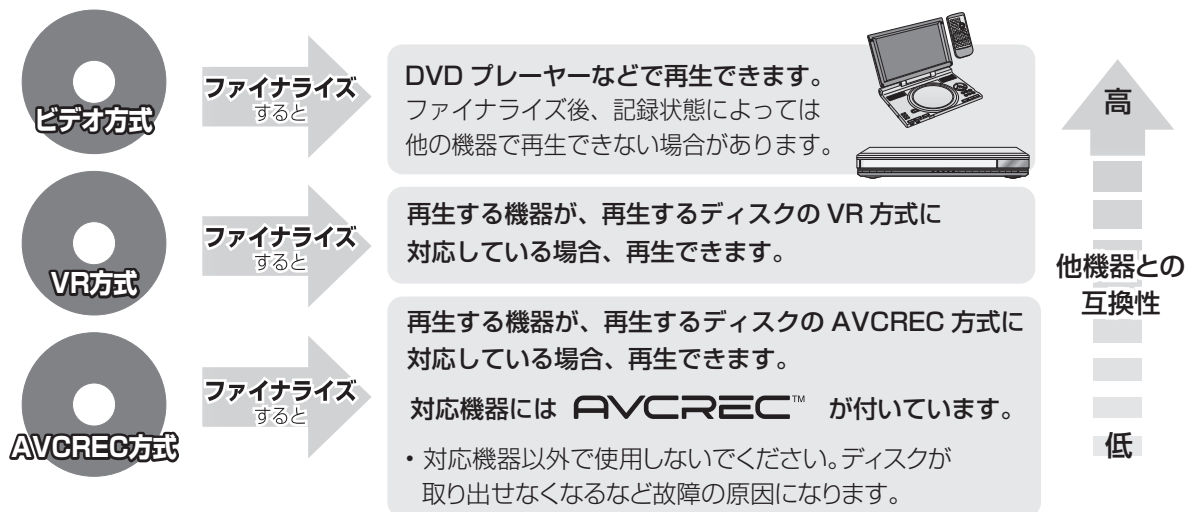 ビデオ方式
ファイナライズ
すると
DVD プレーヤーなどで再生できます。
ファイナライズ後、記録状態によっては
他の機器で再生できない場合があります。
VR方式
ファイナライズ
すると
再生する機器が、再生するディスクの VR 方式に
対応している場合、再生できます。
AVCREC方式
ファイナライズ
すると
再生する機器が、再生するディスクの AVCREC 方式に
対応している場合、再生できます。
対応機器には AVCREC™ が付いています。
・対応機器以外で使用しないでください。ディスクが
取り出せなくなるなど故障の原因になります。
高
他機器との
互換性
低